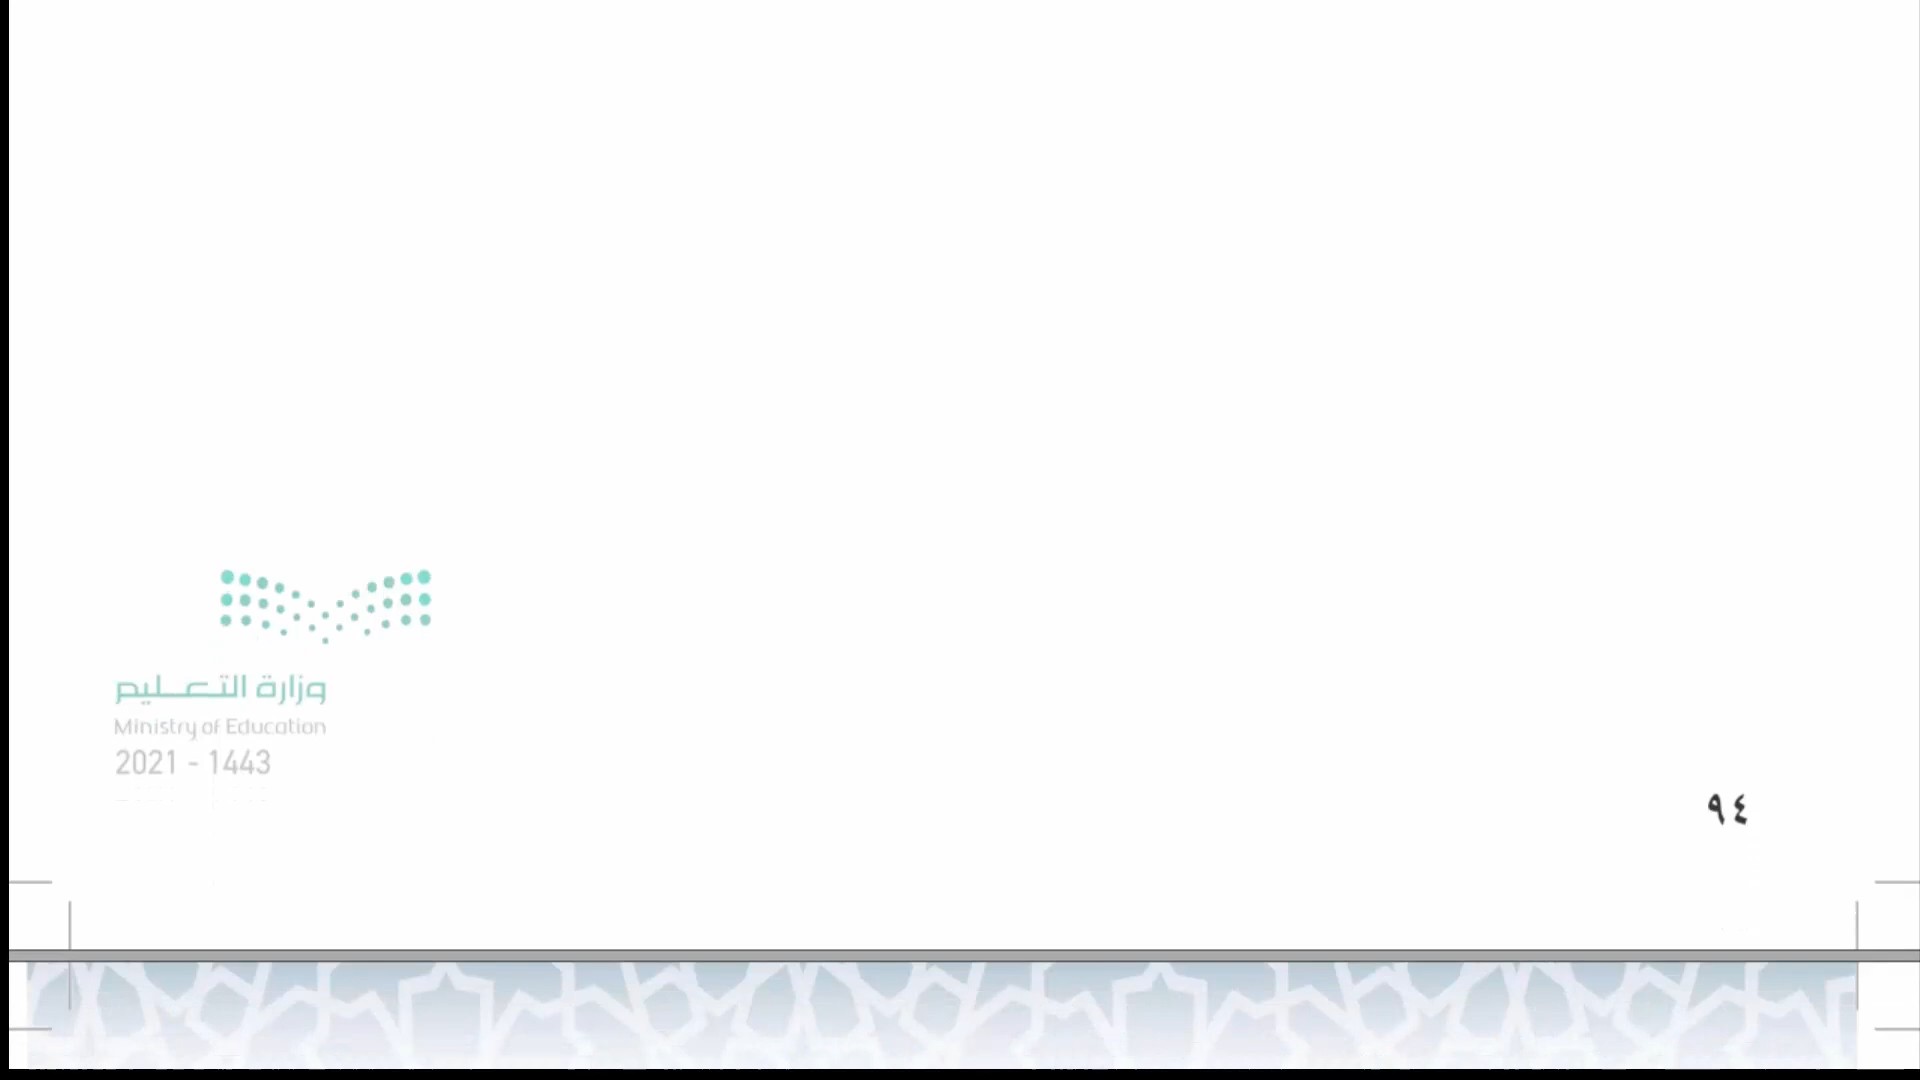 وزارة التعليم
Ministry of Education
2021 - 1443
٩٤